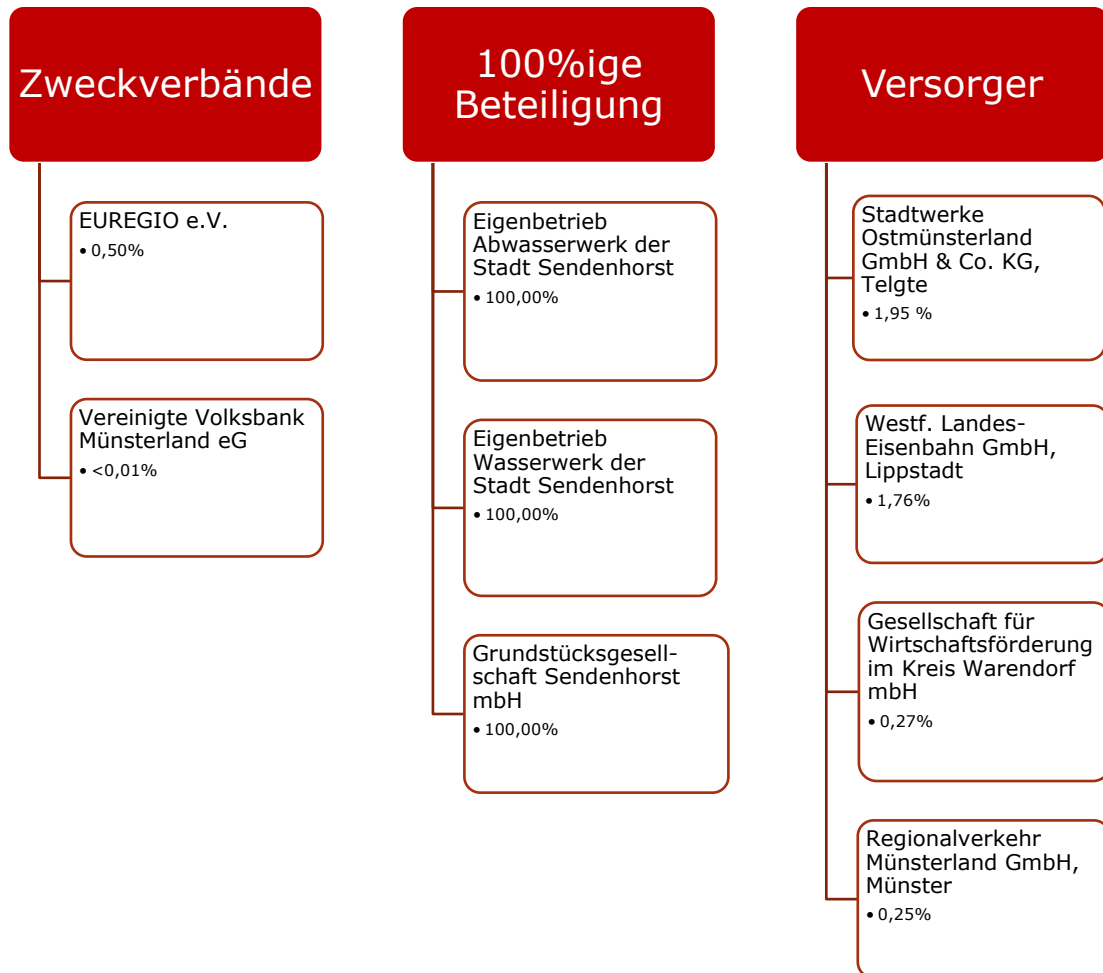 Zweckverbände
EUREGIO e.V.
• 0,50%
Vereinigte Volksbank
Münsterland eG
• <0,01%
100%ige
Beteiligung
Eigenbetrieb
Abwasserwerk der
Stadt Sendenhorst
• 100,00%
Eigenbetrieb
Wasserwerk der
Stadt Sendenhorst
• 100,00%
Grundstücksgesell-
schaft Sendenhorst
mbH
• 100,00%
Versorger
Stadtwerke
Ostmünsterland
GmbH & Co. KG,
Telgte
• 1,95 %
Westf. Landes-
Eisenbahn GmbH,
Lippstadt
• 1,76%
Gesellschaft für
Wirtschaftsförderung
im Kreis Warendorf
mbH
• 0,27%
Regionalverkehr
Münsterland GmbH,
Münster
• 0,25%